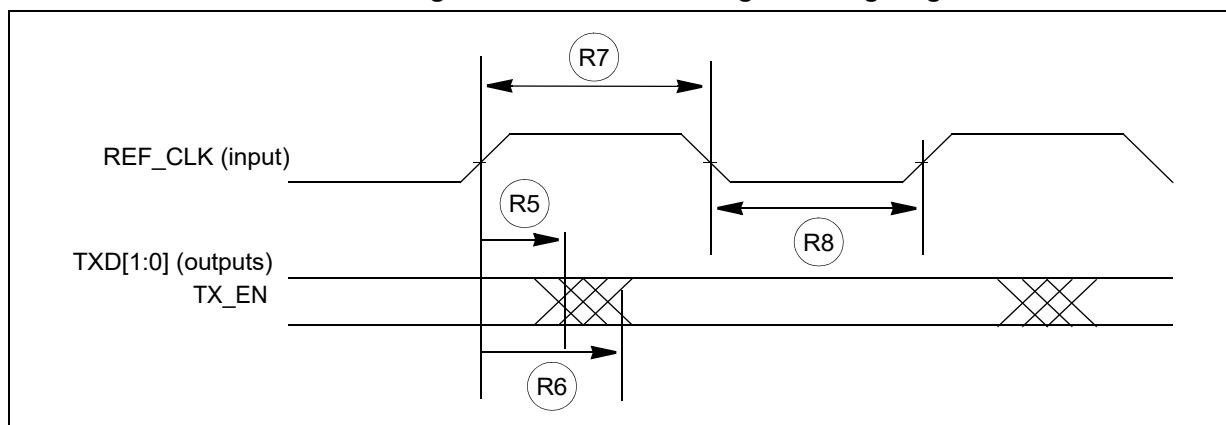 R7
REF_CLK (input)
R5
R8
TXD[1:0] (outputs)
TX_EN
R6